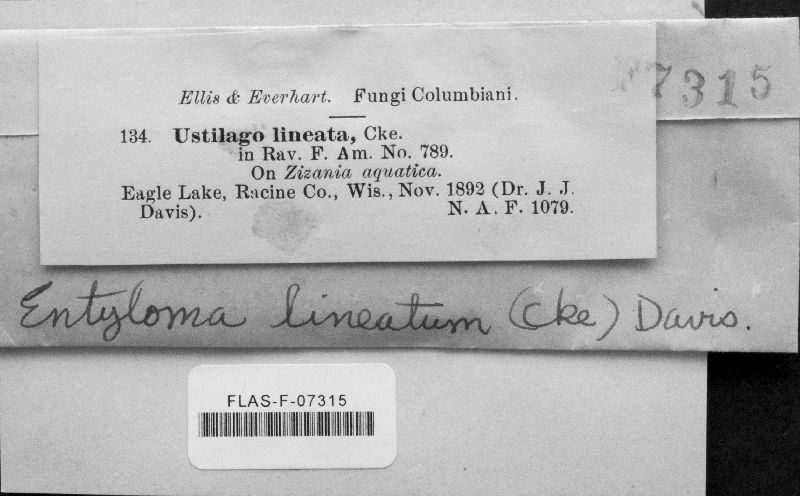 Ellis & Everhart. Fungi Columbiani.
F7315
134. Ustilago lineata, Cke.
in Rav. F. Am. No. 789.
On Zizania aquatica.
Eagle Lake, Racine Co., Wis., Nov. 1892 (Dr. J. J.
Davis). N. A. F. 1079.
Entyloma lineatum (Cke) Davis.
FLAS-F-07315